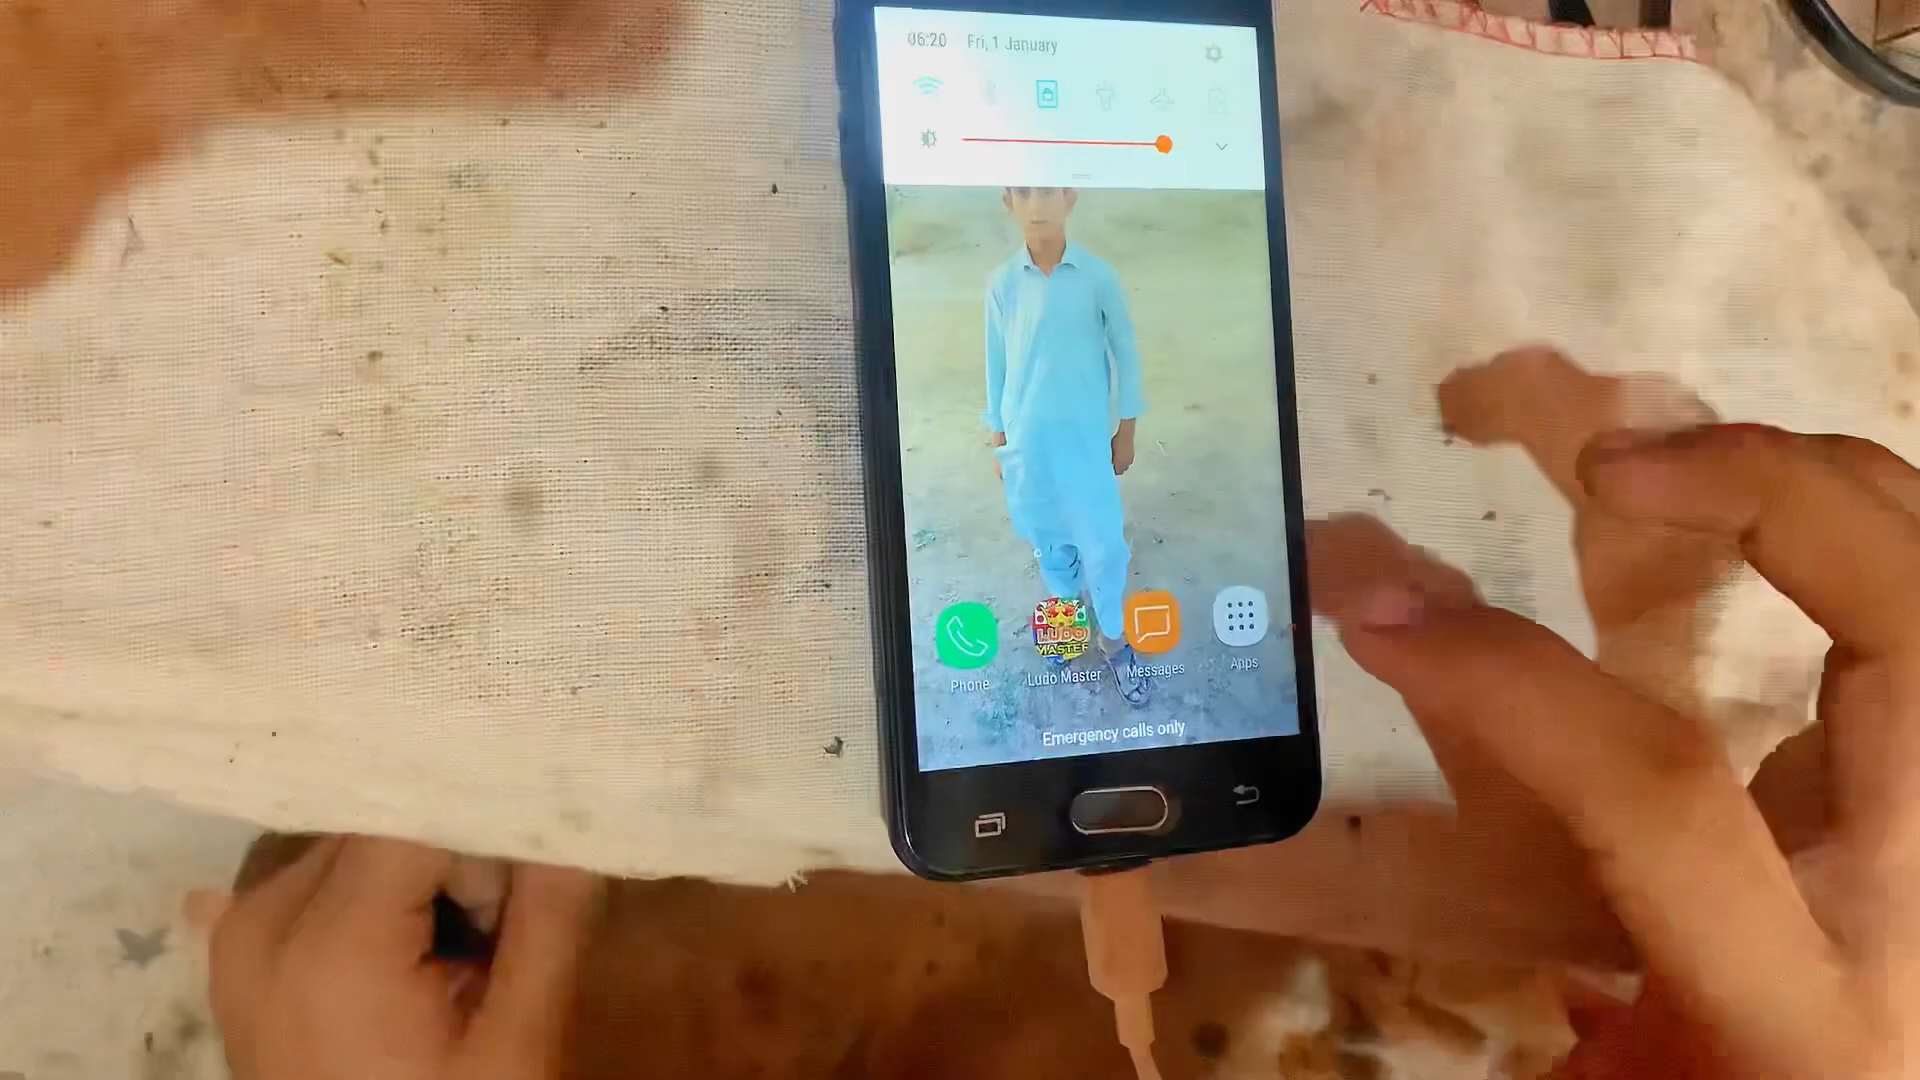 06:20 Fri, 1 January
LUDO
MASTER
Phone
Ludo Master
Messages
Apps
Emergency calls only